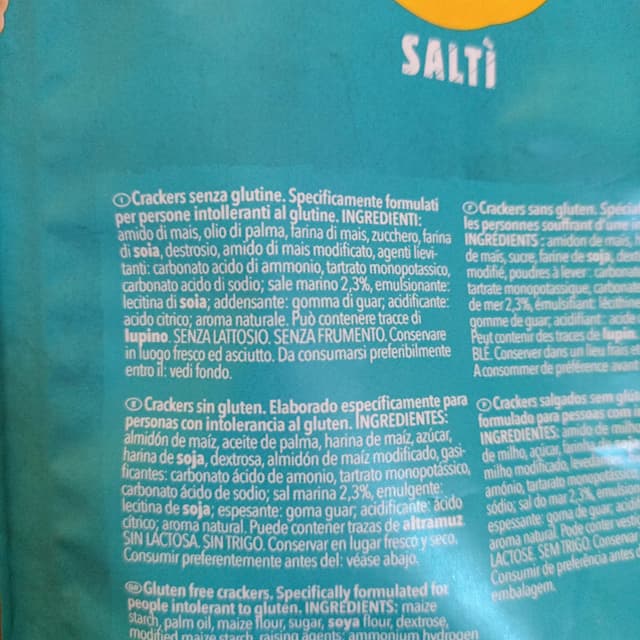 SALTÌ
I Crackers senza glutine. Specificamente formulati
per persone intolleranti al glutine. INGREDIENTI:
amido di mais, olio di palma, farina di mais, zucchero, farina
di soia, destrosio, amido di mais modificato, agenti lievi-
tanti: carbonato acido di ammonio, tartrato monopotassico,
carbonato acido di sodio; sale marino 2,3%, emulsionante:
lecitina di soia; addensante: gomma di guar; acidificante:
acido citrico; aroma naturale. Può contenere tracce di
lupino. SENZA LATTOSIO. SENZA FRUMENTO. Conservare
in luogo fresco ed asciutto. Da consumarsi preferibilmente
entro il: vedi fondo.
E Crackers sin gluten. Elaborado específicamente para
personas con intolerancia al gluten. INGREDIENTES:
almidón de maíz, aceite de palma, harina de maíz, azúcar,
harina de soja, dextrosa, almidón de maíz modificado, gasi-
ficantes: carbonato ácido de amonio, tartrato monopotássico,
carbonato ácido de sodio; sal marina 2,3%, emulgente:
lecitina de soja; espesante: goma guar; acidificante: ácido
cítrico; aroma natural. Puede contener trazas de altramuz.
SIN LACTOSA. SIN TRIGO. Conservar en lugar fresco y seco.
Consumir preferentemente antes del: véase abajo.
GB Gluten free crackers. Specifically formulated for
people intolerant to gluten. INGREDIENTS: maize
starch, palm oil, maize flour, sugar, soya flour, dextrose,
modified maize starch, raising agents: ammonium hydrogen
F Crackers sans gluten.
les personnes souffrant d'une
INGRÉDIENTS : amidon de maïs,
de maïs, sucre, farine de soja,
modifié, poudres à lever :
tartrate monopotassique,
de mer 2,3%, émulsifiant:
gomme de guar; acidifiant :
Peut contenir des traces de lupin.
BLÉ. Conserver dans un lieu frais
A consommer de préférence
P Crackers salgados sem
formulado para pessoas com
INGREDIENTES: amido de
de milho, açúcar,
milho modificado,
amónio, tartarato
sódio; sal do mar 2,3%,
espessante: goma de guar;
aroma natural. Pode conter
LACTOSE. SEM TRIGO. Conservar
Consumir de preferência antes
embalagem.